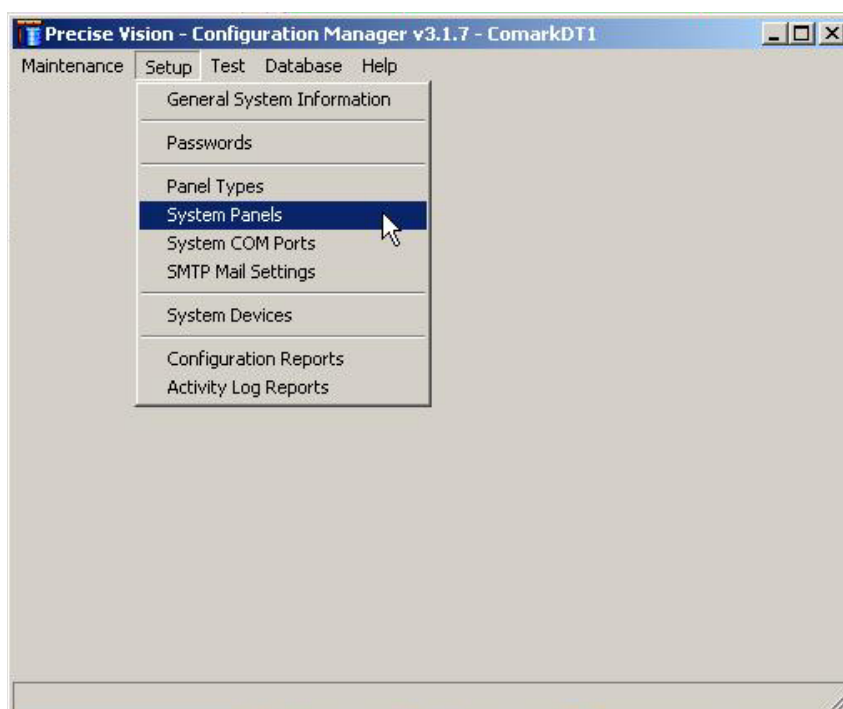 Precise Vision - Configuration Manager v3.1.7 - ComarkDT1
Maintenance Setup Test Database Help
General System Information
Passwords
Panel Types
System Panels
System COM Ports
SMTP Mail Settings
System Devices
Configuration Reports
Activity Log Reports